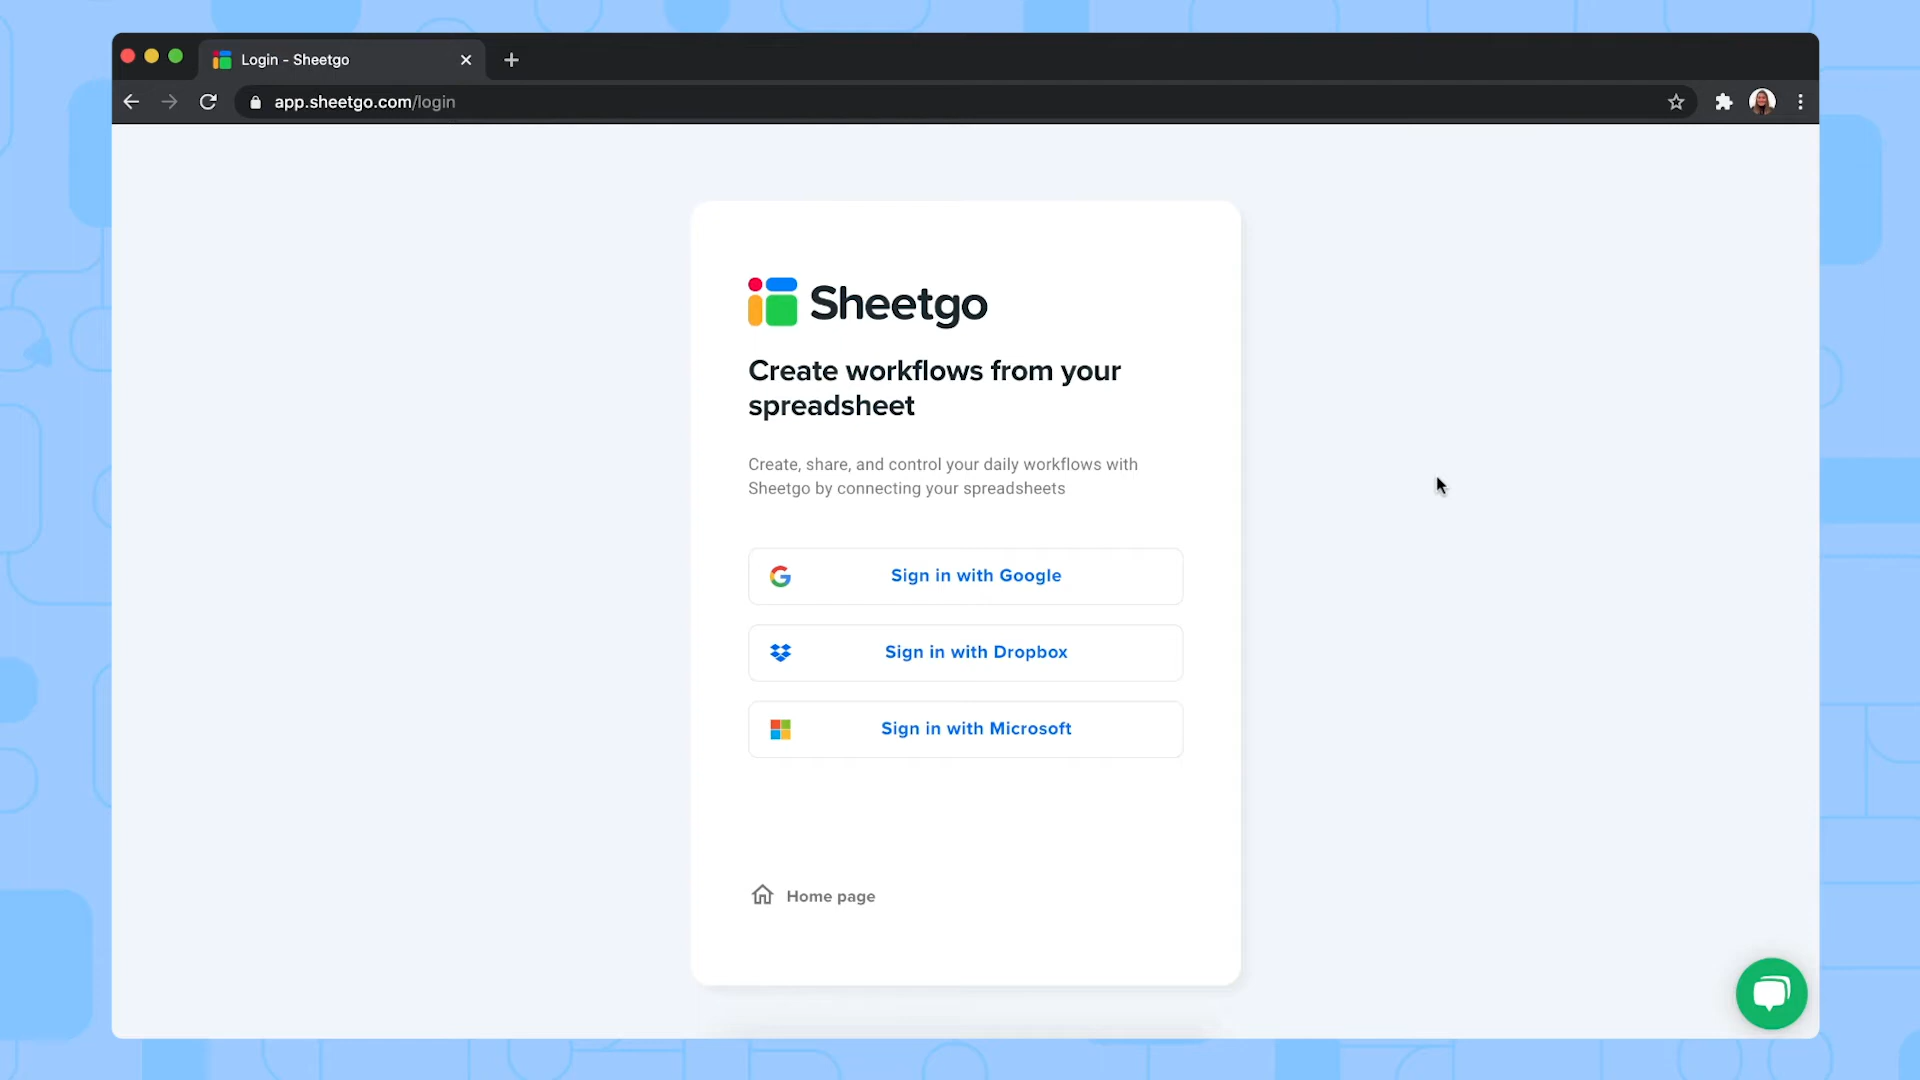 Login - Sheetgo
app.sheetgo.com/login
Sheetgo
Create workflows from your
spreadsheet
Create, share, and control your daily workflows with
Sheetgo by connecting your spreadsheets
Sign in with Google
Sign in with Dropbox
Sign in with Microsoft
Home page